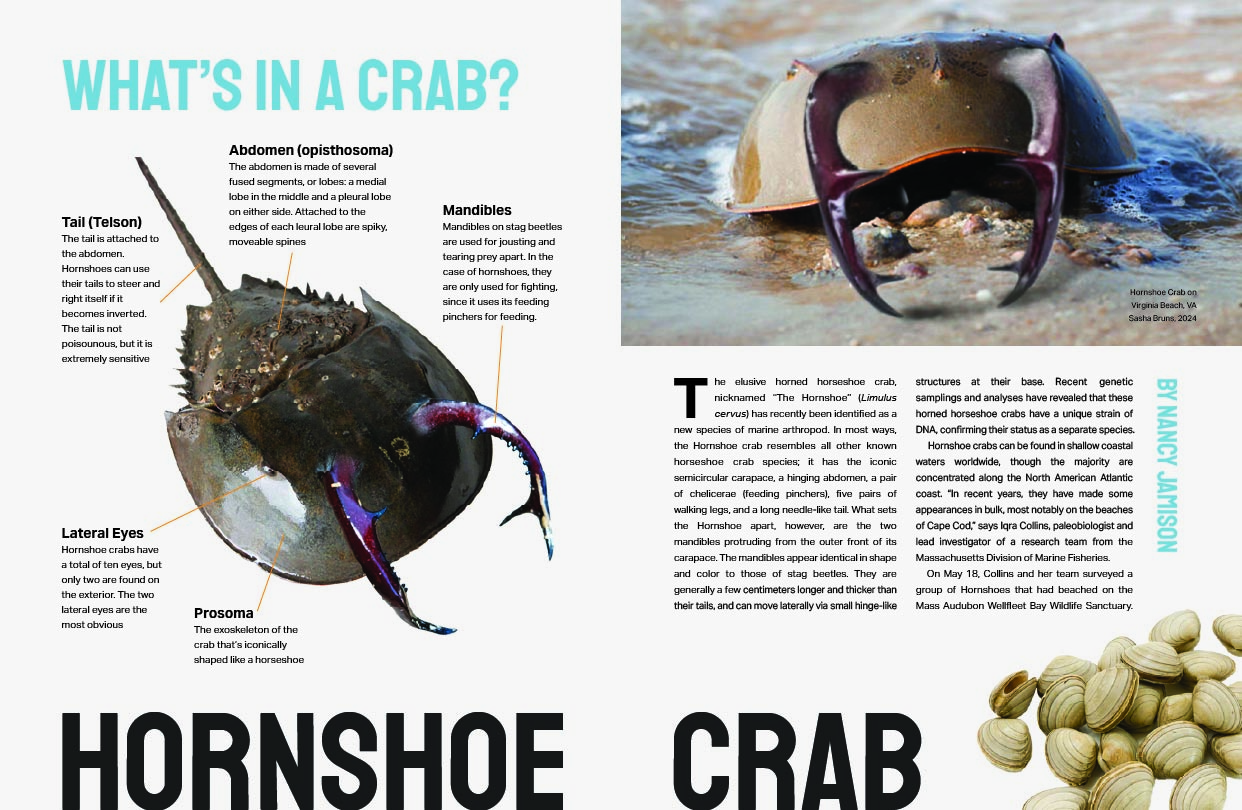 WHAT'S IN A CRAB?
Abdomen (opisthosoma)
The abdomen is made of several
fused segments, or lobes: a medial
lobe in the middle and a pleural lobe
on either side. Attached to the
edges of each leural lobe are spiky,
moveable spines
Tail (Telson)
The tail is attached to
the abdomen.
Hornshoes can use
their tails to steer and
right itself if it
becomes inverted.
The tail is not
poisounous, but it is
extremely sensitive
Mandibles
Mandibles on stag beetles
are used for jousting and
tearing prey apart. In the
case of hornshoes, they
are only used for fighting,
since it uses its feeding
pinchers for feeding.
Lateral Eyes
Hornshoe crabs have
a total of ten eyes, but
only two are found on
the exterior. The two
lateral eyes are the
most obvious
Prosoma
The exoskeleton of the
crab that's iconically
shaped like a horseshoe
Hornshoe Crab on
Virginia Beach, VA
Sasha Bruns, 2024
The elusive horned horseshoe crab,
nicknamed "The Hornshoe" (Limulus
cervus) has recently been identified as a
new species of marine arthropod. In most ways,
the Hornshoe crab resembles all other known
horseshoe crab species; it has the iconic
semicircular carapace, a hinging abdomen, a pair
of chelicerae (feeding pinchers), five pairs of
walking legs, and a long needle-like tail. What sets
the Hornshoe apart, however, are the two
mandibles protruding from the outer front of its
carapace. The mandibles appear identical in shape
and color to those of stag beetles. They are
generally a few centimeters longer and thicker than
their tails, and can move laterally via small hinge-like
structures at their base. Recent genetic
samplings and analyses have revealed that these
horned horseshoe crabs have a unique strain of
DNA, confirming their status as a separate species.
Hornshoe crabs can be found in shallow coastal
waters worldwide, though the majority are
concentrated along the North American Atlantic
coast. "In recent years, they have made some
appearances in bulk, most notably on the beaches
of Cape Cod," says Iqra Collins, paleobiologist and
lead investigator of a research team from the
Massachusetts Division of Marine Fisheries.
On May 18, Collins and her team surveyed a
group of Hornshoes that had beached on the
Mass Audubon Wellfleet Bay Wildlife Sanctuary.
BY NANCY JAMISON
HORNSHOE CRAB